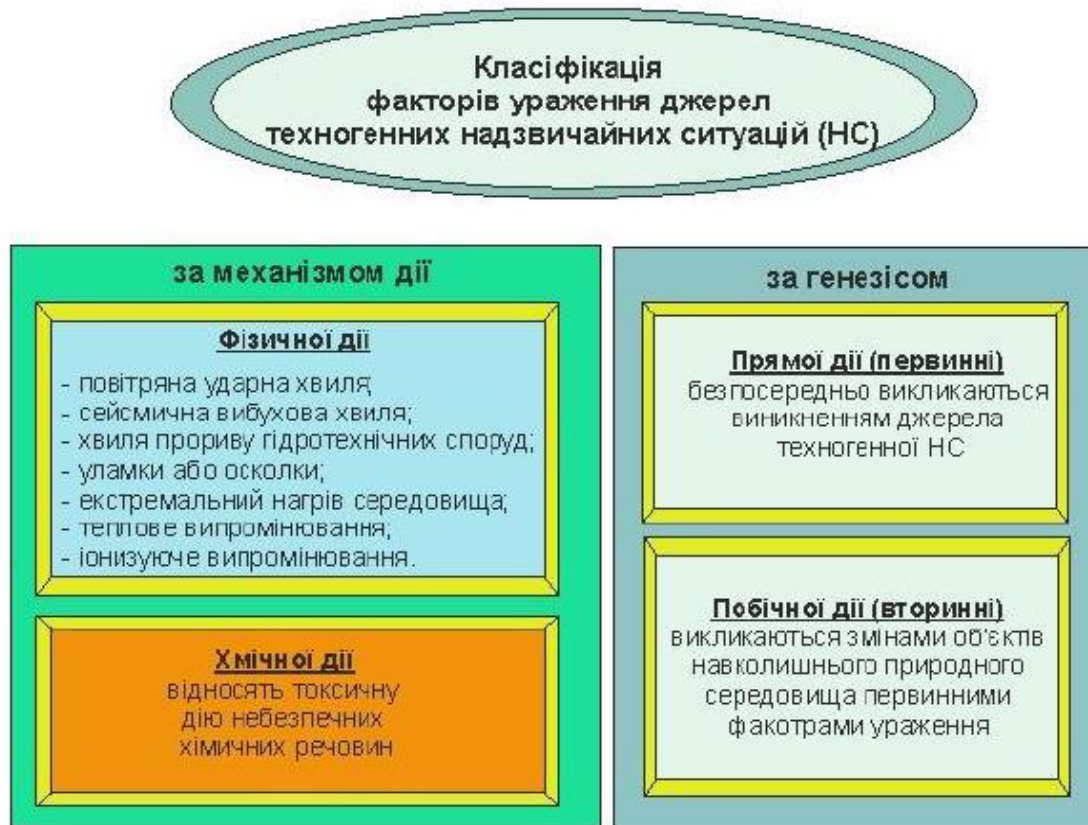 Класифікація
факторів ураження джерел
техногенних надзвичайних ситуацій (НС)
за механізмом дії
Фізичної дії
- повітряна ударна хвиля;
- сейсмична вибухова хвиля;
- хвиля прориву гідротехнічних споруд;
- уламки або осколки;
- екстремальний нагрів середовища;
- теплове випромінювання;
- іонизуюче випромінювання.
Хмічної дії
відносять токсичну
дію небезпечних
хімичних речовин
за генезісом
Прямої дії (первинні)
безпосередньо викликаються
виникненням джерела
техногенної НС
Побічної дії (вторинні)
викликаються змінами об'єктів
навколишнього природного
середовища первинними
факотрами ураження